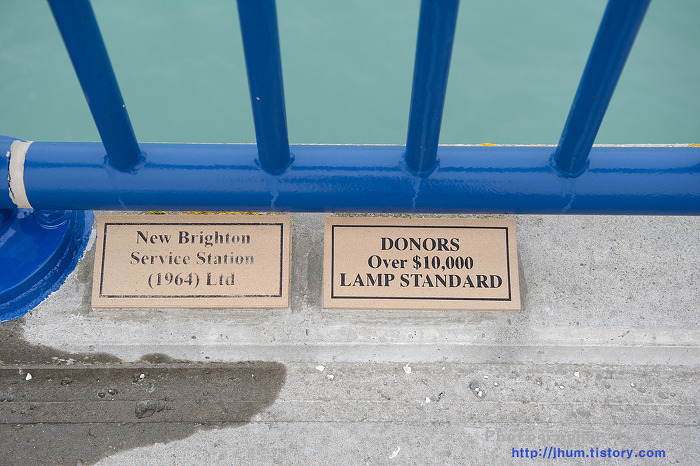 New Brighton
Service Station
(1964) Ltd
DONORS
Over $10,000
LAMP STANDARD
http://jhum.tistory.com